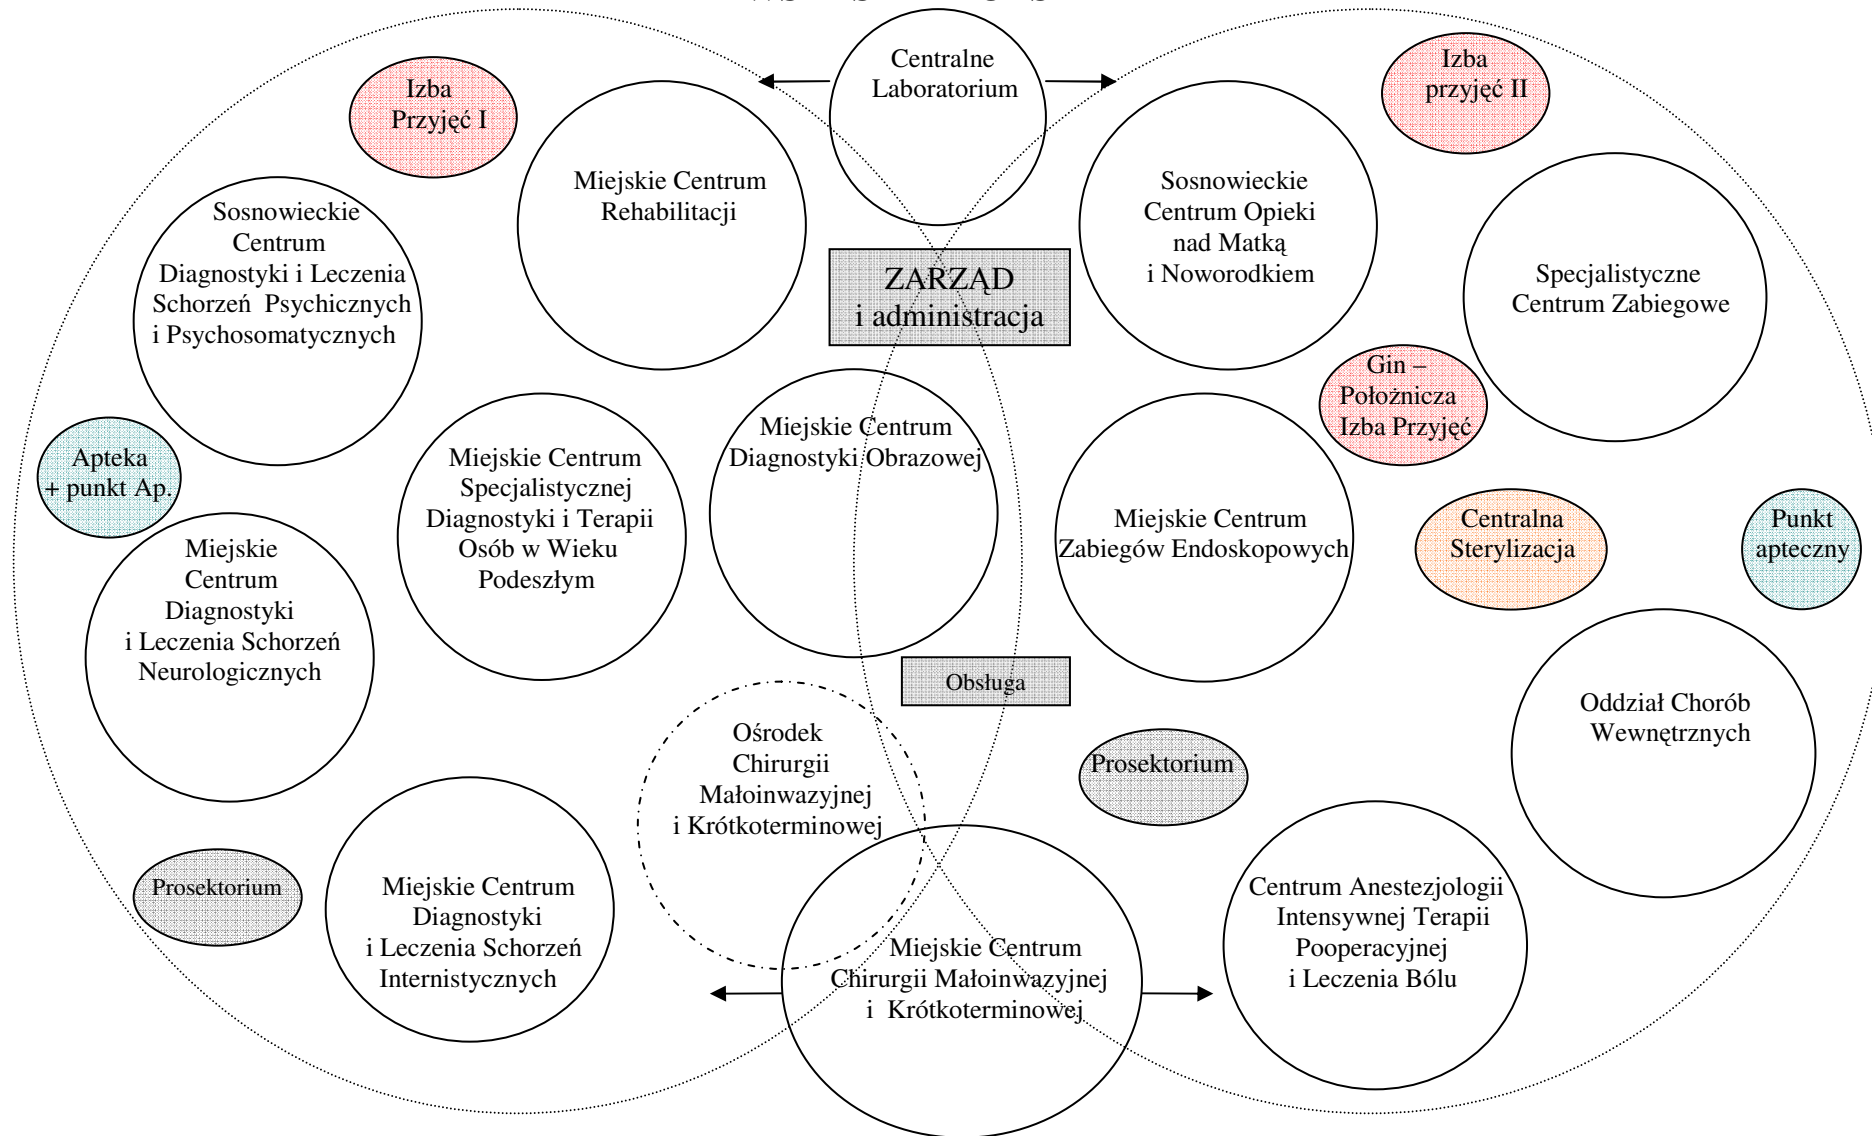 Centralne
Laboratorium
Izba
Przyjęć I
Izba
przyjęć II
Miejskie Centrum
Rehabilitacji
Sosnowieckie
Centrum Opieki
nad Matką
i Noworodkiem
Sosnowieckie
Centrum
Diagnostyki i Leczenia
Schorzeń Psychicznych
i Psychosomatycznych
ZARZĄD
i administracja
Specjalistyczne
Centrum Zabiegowe
Gin –
Położnicza
Izba Przyjęć
Apteka
+ punkt Ap.
Miejskie Centrum
Specjalistycznej
Diagnostyki i Terapii
Osób w Wieku
Podeszłym
Miejskie Centrum
Diagnostyki Obrazowej
Miejskie Centrum
Zabiegów Endoskopowych
Centralna
Sterylizacja
Punkt
apteczny
Miejskie
Centrum
Diagnostyki
i Leczenia Schorzeń
Neurologicznych
Obsługa
Oddział Chorób
Wewnętrznych
Ośrodek
Chirurgii
Małoinwazyjnej
i Krótkoterminowej
Prosektorium
Prosektorium
Miejskie Centrum
Diagnostyki
i Leczenia Schorzeń
Internistycznych
Miejskie Centrum
Chirurgii Małoinwazyjnej
i Krótkoterminowej
Centrum Anestezjologii
Intensywnej Terapii
Pooperacyjnej
i Leczenia Bólu